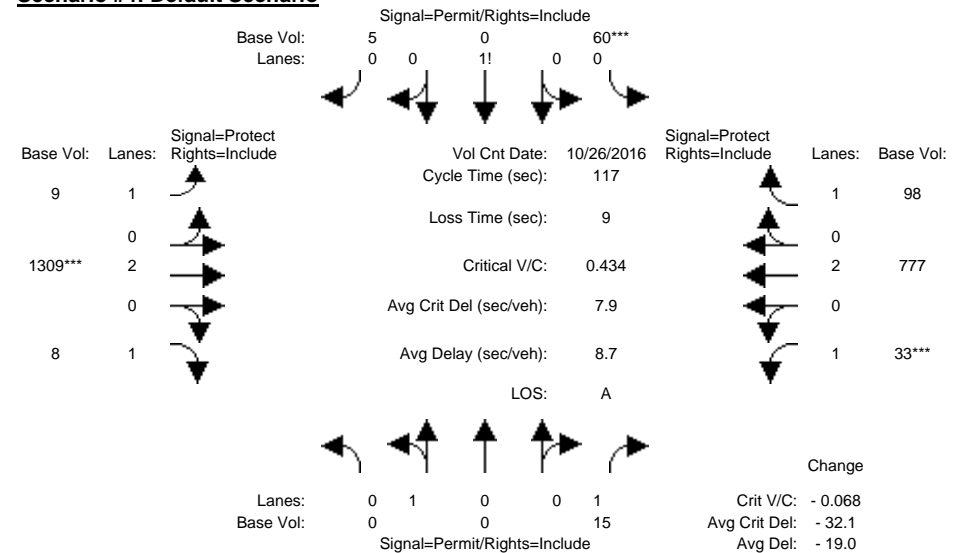 Scenario #1: Default Scenario
Signal=Permit/Rights=Include
Base Vol: 5 0 60***
Lanes: 0 0 1! 0 0
Signal=Protect
Base Vol: Lanes: Rights=Include
Vol Cnt Date: 10/26/2016
Signal=Protect
Rights=Include Lanes: Base Vol:
Cycle Time (sec): 117
9 1
1 98
Loss Time (sec): 9
0
0
1309*** 2
Critical V/C: 0.434
2 777
0
Avg Crit Del (sec/veh): 7.9
0
8 1
Avg Delay (sec/veh): 8.7
1 33***
LOS: A
Change
Lanes: 0 1 0 0 1
Crit V/C: - 0.068
Base Vol: 0 0 15
Avg Crit Del: - 32.1
Signal=Permit/Rights=Include
Avg Del: - 19.0